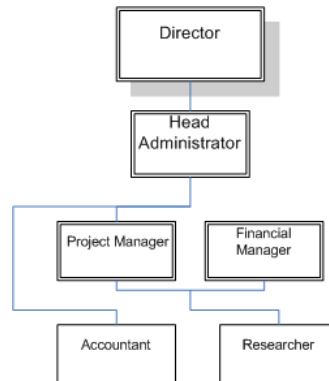 Director
Head
Administrator
Project Manager
Financial
Manager
Accountant
Researcher